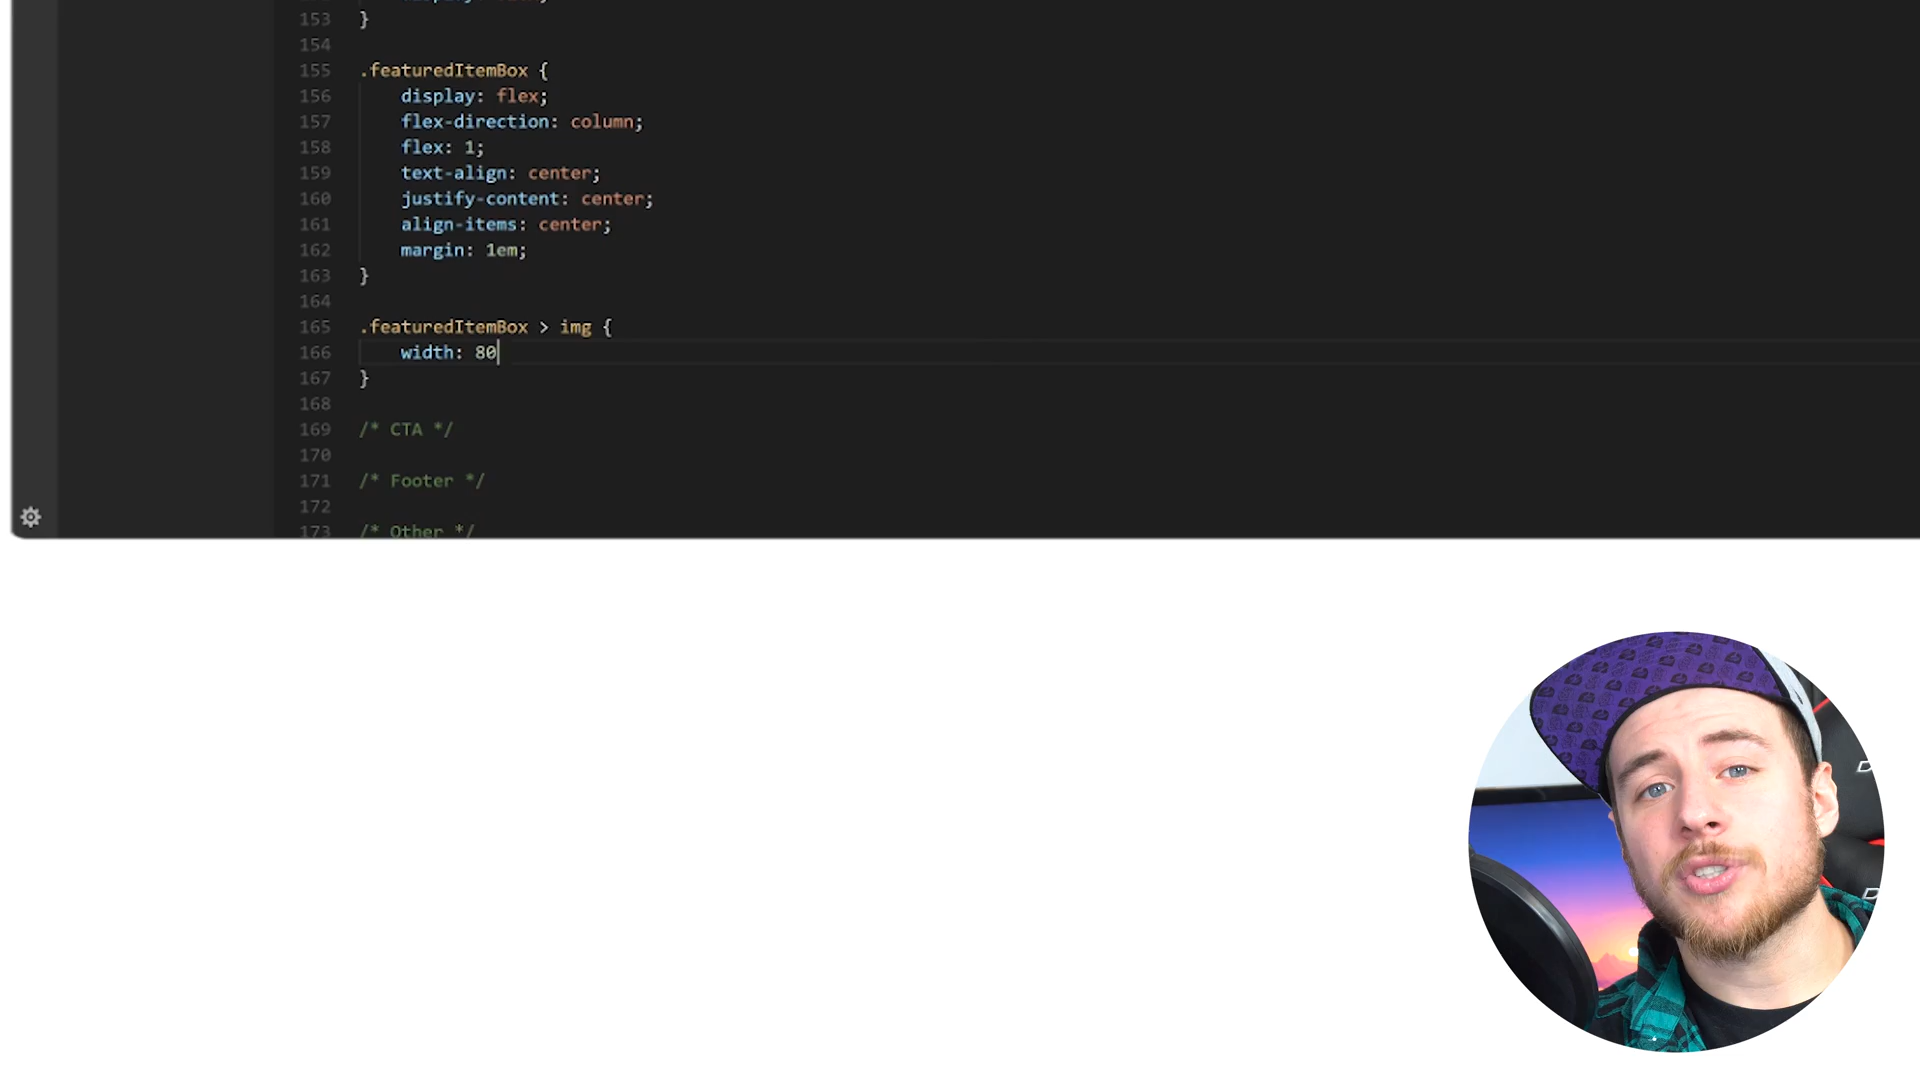 153 }
154
155 .featuredItemBox {
156 display: flex;
157 flex-direction: column;
158 flex: 1;
159 text-align: center;
160 justify-content: center;
161 align-items: center;
162 margin: 1em;
163 }
164
165 .featuredItemBox > img {
166 width: 80
167 }
168
169 /* CTA */
170
171 /* Footer */
172
173 /* Other */